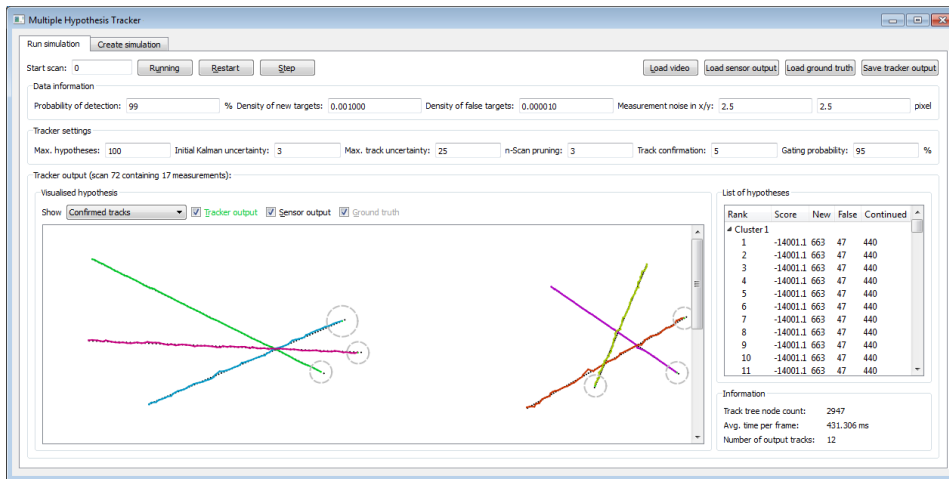 Multiple Hypothesis Tracker
Run simulation Create simulation
Start scan: 0 Running Restart Step Load video Load sensor output Load ground truth Save tracker output
Data information
Probability of detection: 99 % Density of new targets: 0.001000 Density of false targets: 0.000010 Measurement noise in x/y: 2.5 2.5 pixel
Tracker settings
Max. hypotheses: 100 Initial Kalman uncertainty: 3 Max. track uncertainty: 25 n-Scan pruning: 3 Track confirmation: 5 Gating probability: 95 %
Tracker output (scan 72 containing 17 measurements):
Visualised hypothesis
Show Confirmed tracks Tracker output Sensor output Ground truth
List of hypotheses
Rank Score New False Continued
Cluster 1
1 -14001.1 663 47 440
2 -14001.1 663 47 440
3 -14001.1 663 47 440
4 -14001.1 663 47 440
5 -14001.1 663 47 440
6 -14001.1 663 47 440
7 -14001.1 663 47 440
8 -14001.1 663 47 440
9 -14001.1 663 47 440
10 -14001.1 663 47 440
11 -14001.1 663 47 440
Information
Track tree node count: 2947
Avg. time per frame: 431.306 ms
Number of output tracks: 12